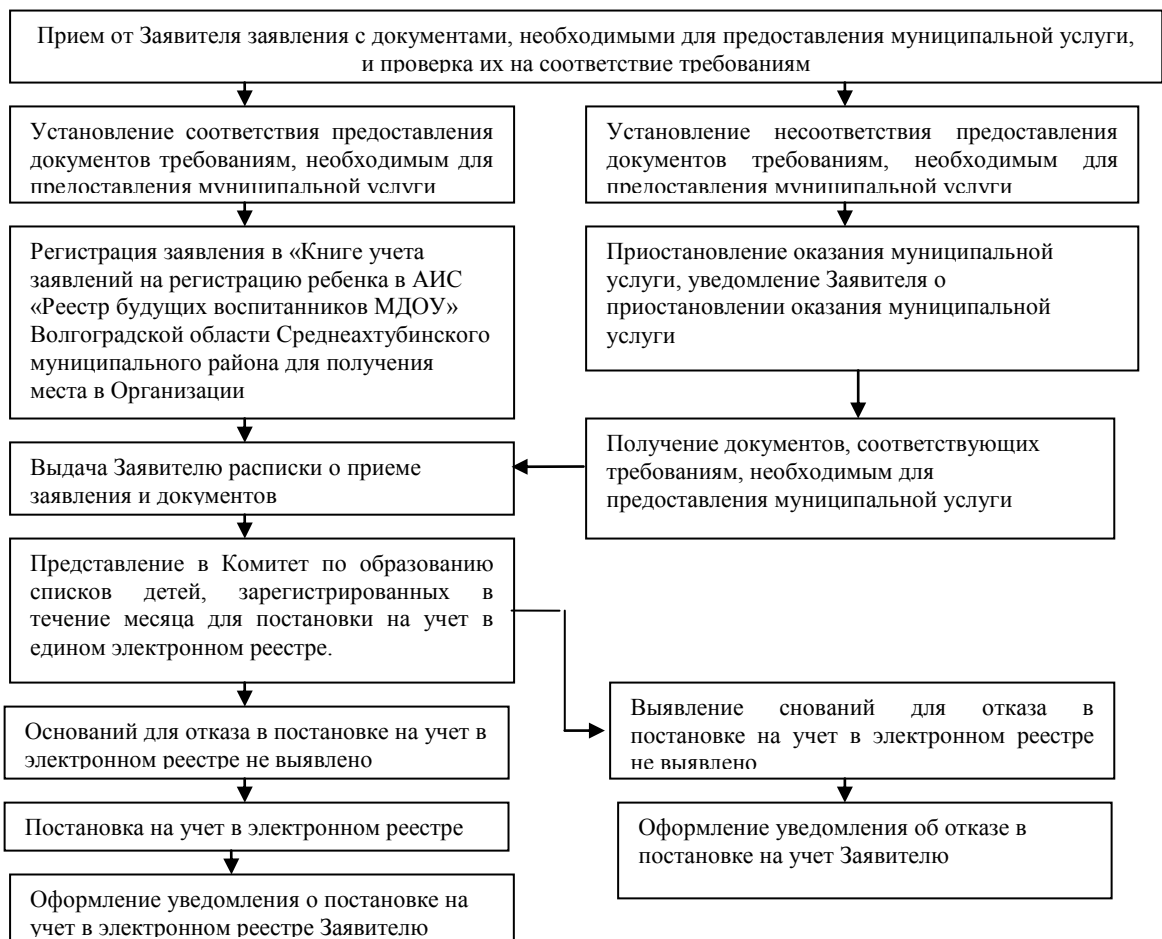 Прием от Заявителя заявления с документами, необходимыми для предоставления муниципальной услуги,
и проверка их на соответствие требованиям
Установление соответствия предоставления
документов требованиям, необходимым для
предоставления муниципальной услуги
Установление несоответствия предоставления
документов требованиям, необходимым для
предоставления муниципальной услуги
Регистрация заявления в «Книге учета
заявлений на регистрацию ребенка в АИС
«Реестр будущих воспитанников МДОУ»
Волгоградской области Среднеахтубинского
муниципального района для получения
места в Организации
Приостановление оказания муниципальной
услуги, уведомление Заявителя о
приостановлении оказания муниципальной
услуги
Выдача Заявителю расписки о приеме
заявления и документов
Получение документов, соответствующих
требованиям, необходимым для
предоставления муниципальной услуги
Представление в Комитет по образованию
списков детей, зарегистрированных в
течение месяца для постановки на учет в
едином электронном реестре.
Оснований для отказа в постановке на учет в
электронном реестре не выявлено
Выявление снований для отказа в
постановке на учет в электронном реестре
не выявлено
Постановка на учет в электронном реестре
Оформление уведомления об отказе в
постановке на учет Заявителю
Оформление уведомления о постановке на
учет в электронном реестре Заявителю